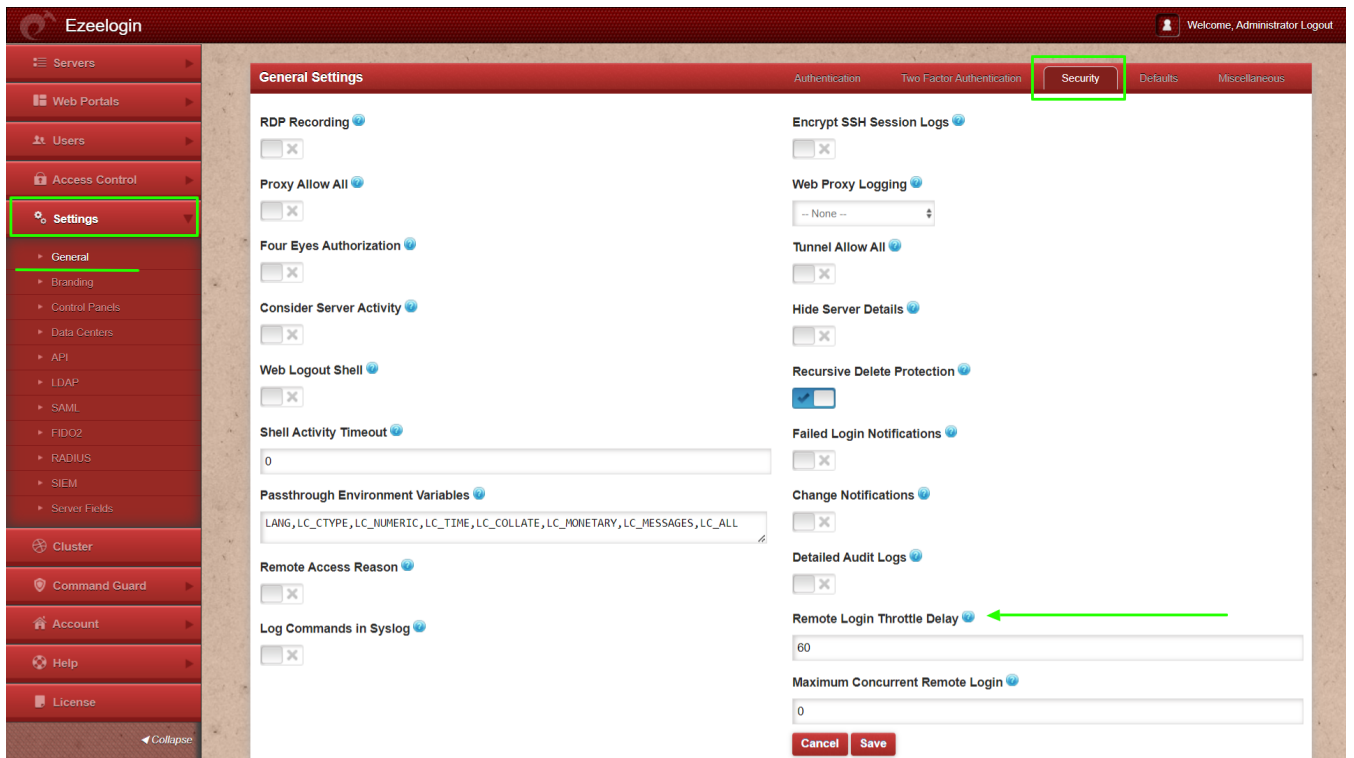 Ezeelogin
Welcome, Administrator Logout
Servers
Web Portals
Users
Access Control
Settings
General
Branding
Control Panels
Data Centers
API
LDAP
SAML
FIDO2
RADIUS
SIEM
Server Fields
Cluster
Command Guard
Account
Help
License
Collapse
General Settings
Authentication
Two Factor Authentication
Security
Defaults
Miscellaneous
RDP Recording
Proxy Allow All
Four Eyes Authorization
Consider Server Activity
Web Logout Shell
Shell Activity Timeout
0
Passthrough Environment Variables
LANG,LC_CTYPE,LC_NUMERIC,LC_TIME,LC_COLLATE,LC_MONETARY,LC_MESSAGES,LC_ALL
Remote Access Reason
Log Commands in Syslog
Encrypt SSH Session Logs
Web Proxy Logging
-- None --
Tunnel Allow All
Hide Server Details
Recursive Delete Protection
Failed Login Notifications
Change Notifications
Detailed Audit Logs
Remote Login Throttle Delay
60
Maximum Concurrent Remote Login
0
Cancel
Save